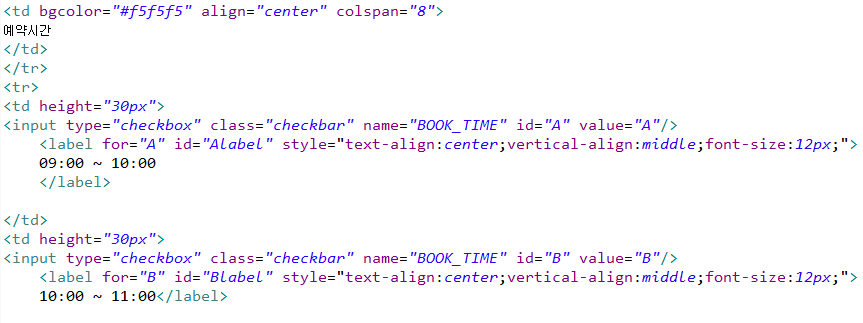 <td bgcolor="#f5f5f5" align="center" colspan="8">
예약시간
</td>
</tr>
<tr>
<td height="30px">
<input type="checkbox" class="checkbar" name="BOOK_TIME" id="A" value="A"/>
<label for="A" id="Alabel" style="text-align:center;vertical-align:middle;font-size:12px;">
09:00 ~ 10:00
</label>
</td>
<td height="30px">
<input type="checkbox" class="checkbar" name="BOOK_TIME" id="B" value="B"/>
<label for="B" id="Blabel" style="text-align:center;vertical-align:middle;font-size:12px;">
10:00 ~ 11:00</label>